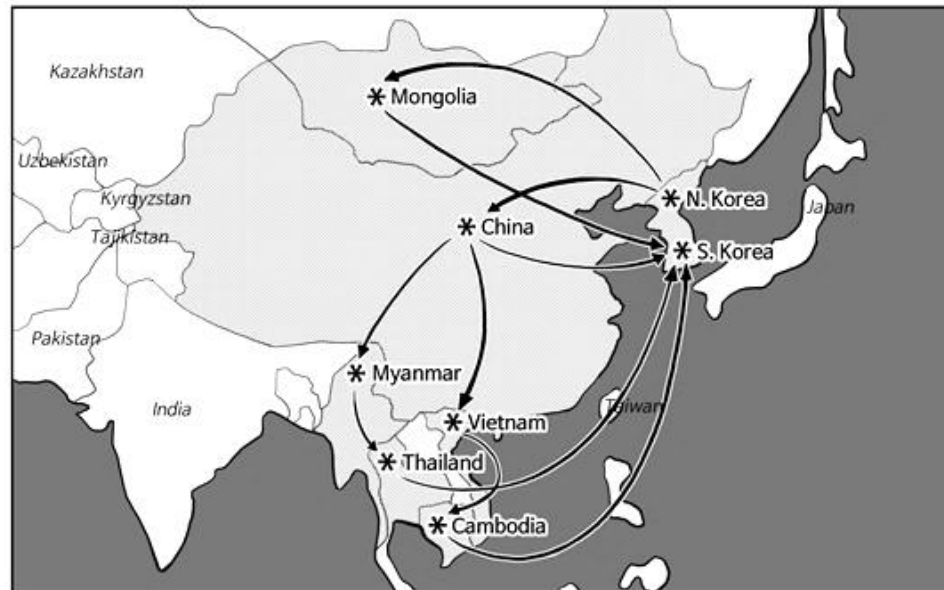 Kazakhstan
Mongolia
Uzbekistan
Kyrgyzstan
N. Korea
Japan
China
Tajikistan
S. Korea
Pakistan
Myanmar
India
Taiwan
Vietnam
Thailand
Cambodia